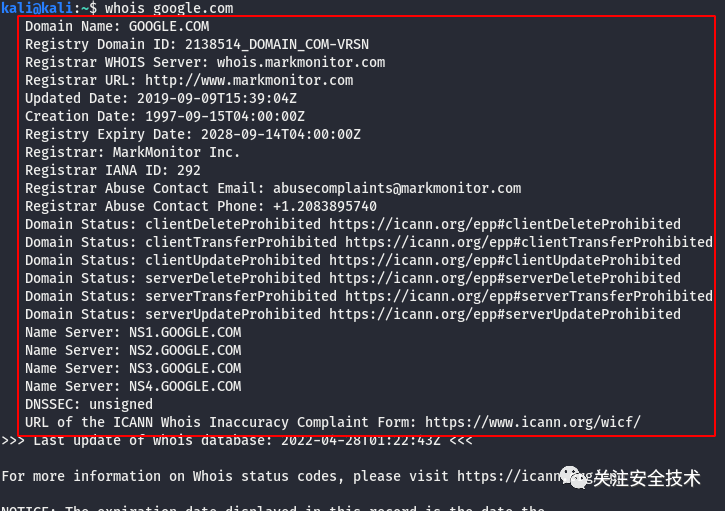 kali@kali:~$ whois google.com
Domain Name: GOOGLE.COM
Registry Domain ID: 2138514_DOMAIN_COM-VRSN
Registrar WHOIS Server: whois.markmonitor.com
Registrar URL: http://www.markmonitor.com
Updated Date: 2019-09-09T15:39:04Z
Creation Date: 1997-09-15T04:00:00Z
Registry Expiry Date: 2028-09-14T04:00:00Z
Registrar: MarkMonitor Inc.
Registrar IANA ID: 292
Registrar Abuse Contact Email: abusecomplaints@markmonitor.com
Registrar Abuse Contact Phone: +1.2083895740
Domain Status: clientDeleteProhibited https://icann.org/epp#clientDeleteProhibited
Domain Status: clientTransferProhibited https://icann.org/epp#clientTransferProhibited
Domain Status: clientUpdateProhibited https://icann.org/epp#clientUpdateProhibited
Domain Status: serverDeleteProhibited https://icann.org/epp#serverDeleteProhibited
Domain Status: serverTransferProhibited https://icann.org/epp#serverTransferProhibited
Domain Status: serverUpdateProhibited https://icann.org/epp#serverUpdateProhibited
Name Server: NS1.GOOGLE.COM
Name Server: NS2.GOOGLE.COM
Name Server: NS3.GOOGLE.COM
Name Server: NS4.GOOGLE.COM
DNSSEC: unsigned
URL of the ICANN Whois Inaccuracy Complaint Form: https://www.icann.org/wicf/
>>> Last update of whois database: 2022-04-28T01:22:43Z <<<
For more information on Whois status codes, please visit
关注安全技术
NOTICE: The expiration date displayed in this record is the date the